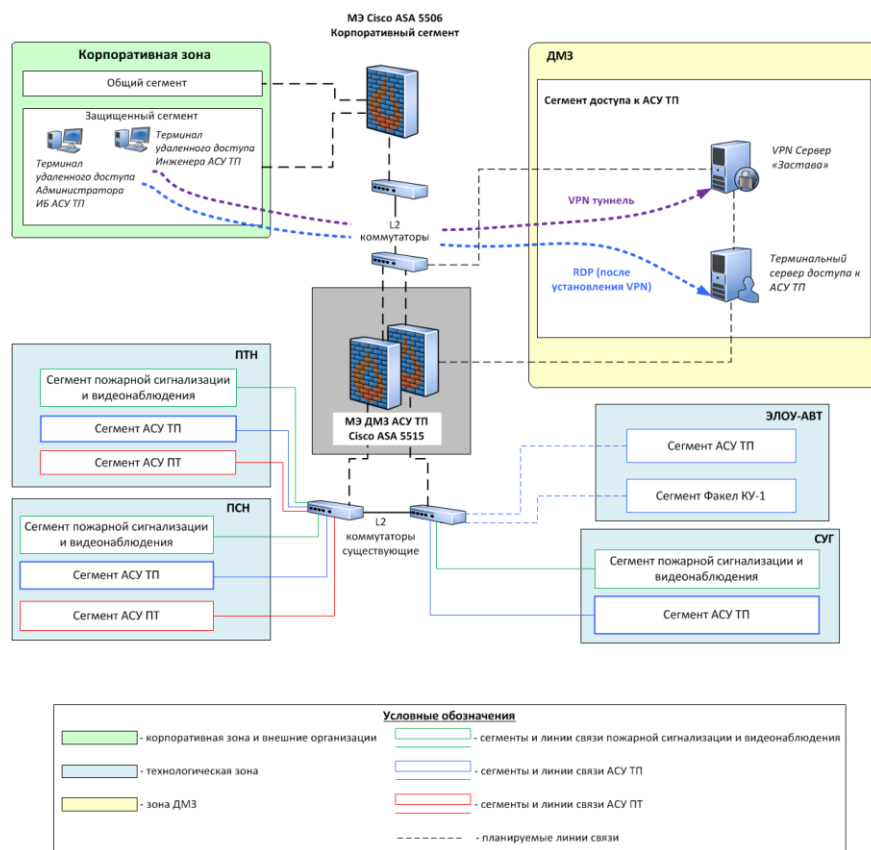 МЭ Cisco ASA 5506
Корпоративный сегмент
Корпоративная зона
Общий сегмент
Защищенный сегмент
Терминал
удаленного доступа
Инженера АСУ ТП
Терминал
удаленного доступа
Администратора
ИБ АСУ ТП
L2
коммутаторы
ДМЗ
Сегмент доступа к АСУ ТП
VPN Сервер
«Застава»
VPN туннель
RDP (после
установления VPN)
Терминальный
сервер доступа к
АСУ ТП
МЭ ДМЗ АСУ ТП
Cisco ASA 5515
ПТН
Сегмент пожарной сигнализации
и видеонаблюдения
Сегмент АСУ ТП
Сегмент АСУ ПТ
ПСН
Сегмент пожарной сигнализации
и видеонаблюдения
Сегмент АСУ ТП
Сегмент АСУ ПТ
L2
коммутаторы
существующие
ЭЛОУ-АВТ
Сегмент АСУ ТП
Сегмент Факел КУ-1
СУГ
Сегмент пожарной сигнализации и
видеонаблюдения
Сегмент АСУ ТП
Условные обозначения
- корпоративная зона и внешние организации
- технологическая зона
- зона ДМЗ
- сегменты и линии связи пожарной сигнализации и видеонаблюдения
- сегменты и линии связи АСУ ТП
- сегменты и линии связи АСУ ПТ
- планируемые линии связи